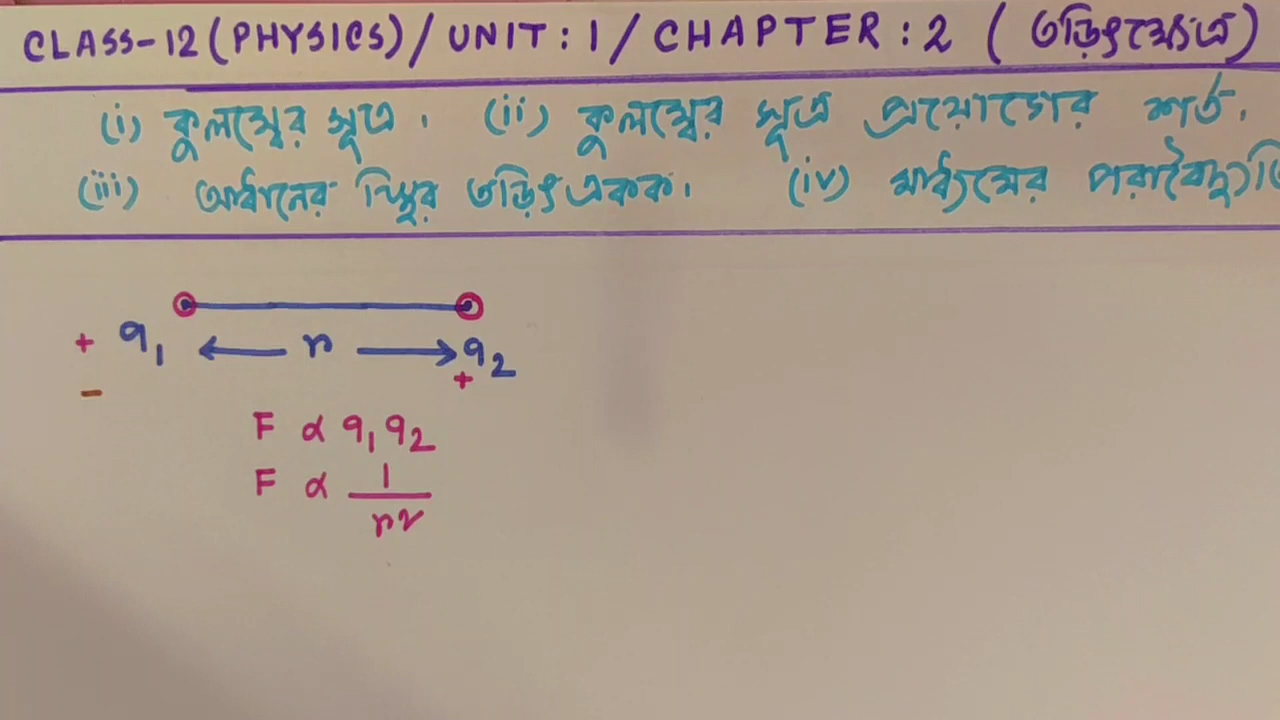 CLASS-12 (PHYSICS) / UNIT : 1 / CHAPTER : 2 ( তড়িৎক্ষেত্র )
(i) কুলম্বের সূত্র . (ii) কুলম্বের সূত্র প্রয়োগের শর্ত.
(iii) আধানের স্থির তড়িৎ একক। (iv) মাধ্যমের
+ q₁ ← r → q₂
- +
F ∝ q₁q₂
F ∝ 1/r²